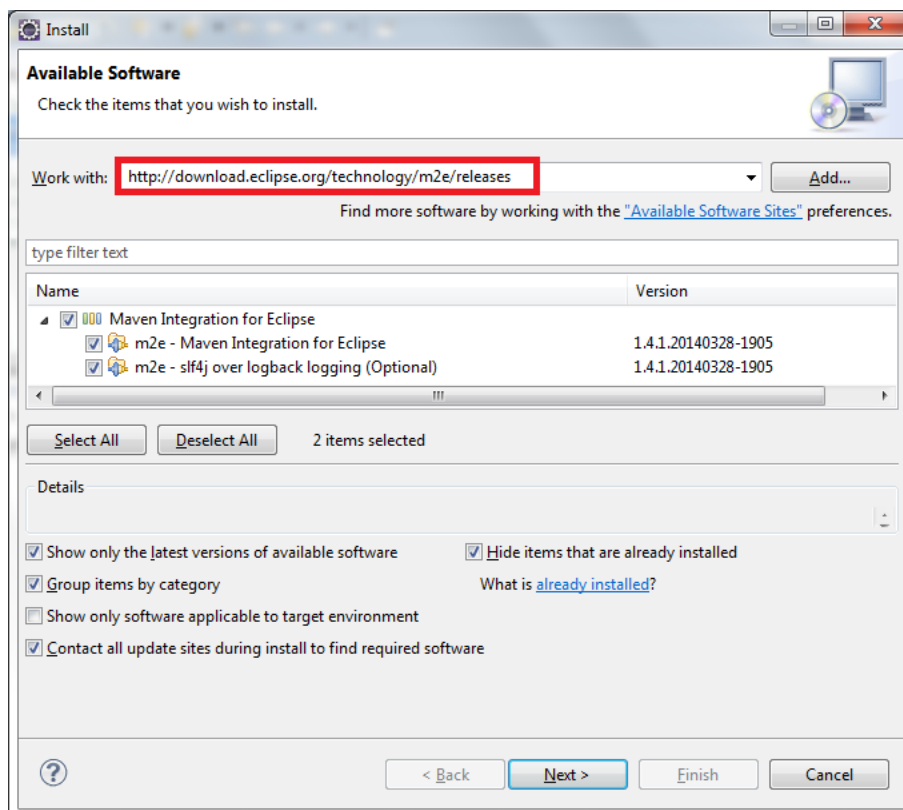 Install
Available Software
Check the items that you wish to install.
Work with: http://download.eclipse.org/technology/m2e/releases Add...
Find more software by working with the "Available Software Sites" preferences.
type filter text
Name Version
Maven Integration for Eclipse
m2e - Maven Integration for Eclipse 1.4.1.20140328-1905
m2e - slf4j over logback logging (Optional) 1.4.1.20140328-1905
Select All Deselect All 2 items selected
Details
Show only the latest versions of available software Hide items that are already installed
Group items by category What is already installed?
Show only software applicable to target environment
Contact all update sites during install to find required software
? < Back Next > Finish Cancel